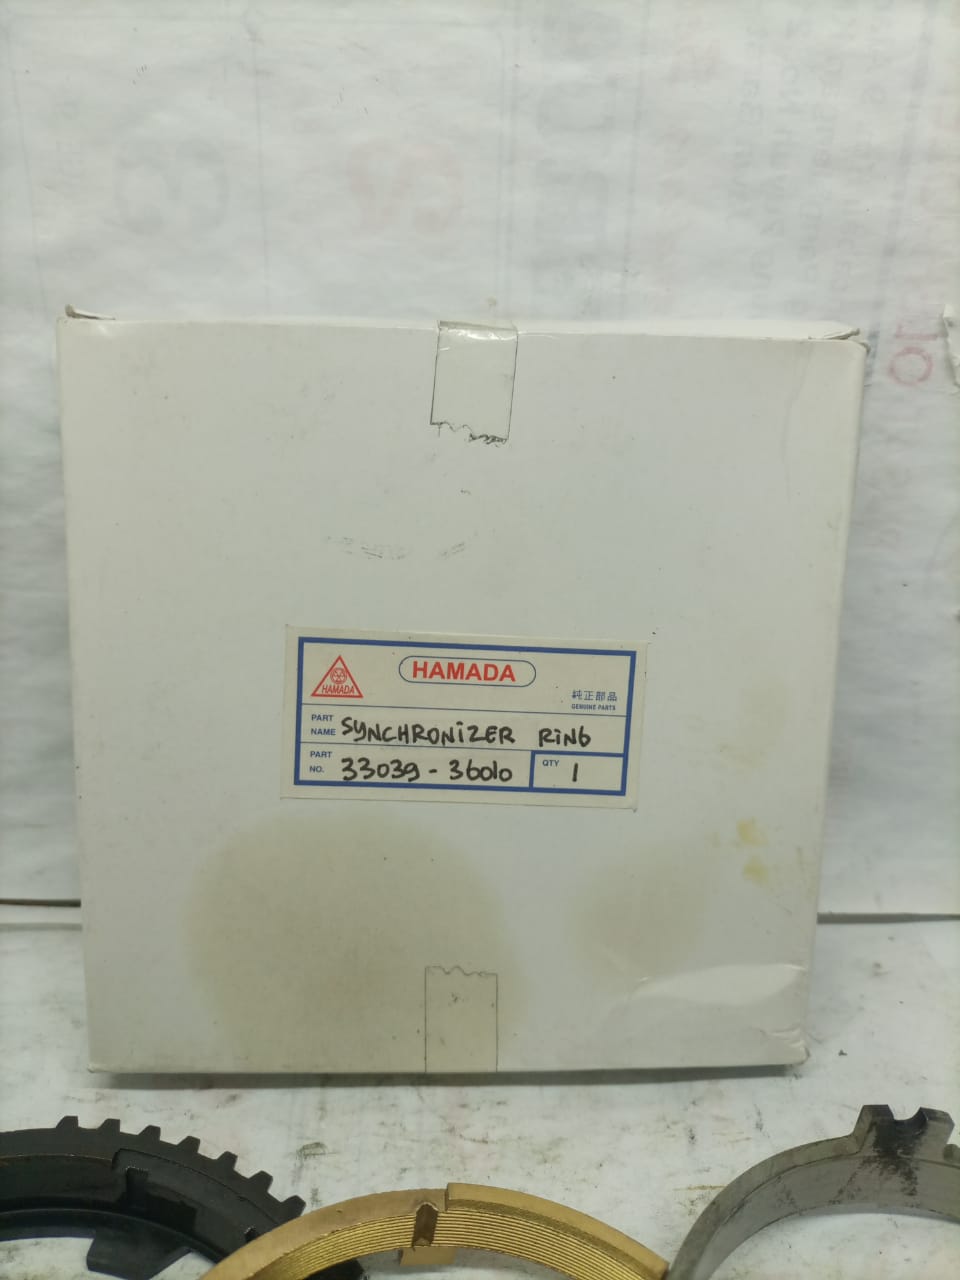 HAMADA
HAMADA
純正部品
GENUINE PARTS
PART NAME SYNCHRONiZER RiNG
PART NO. 33039-36010
QTY 1